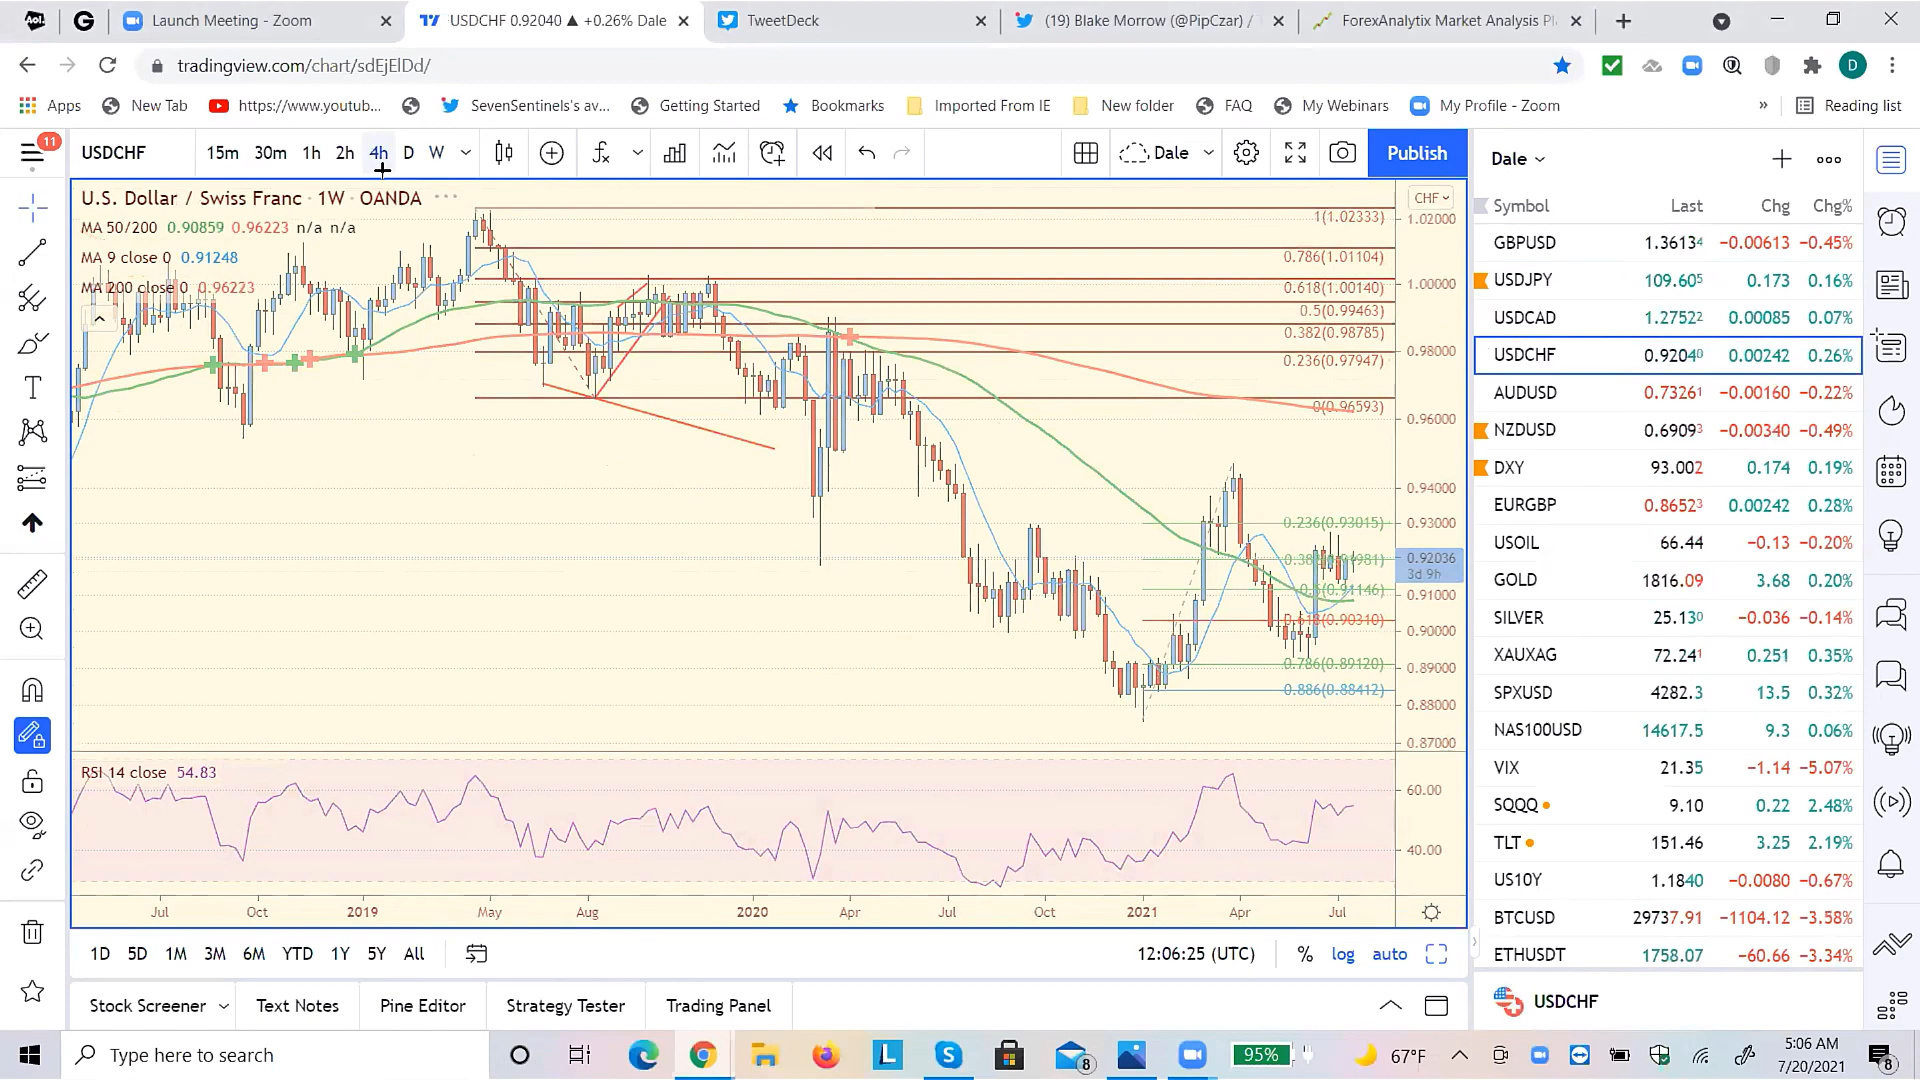 Aol.
G
Launch Meeting - Zoom
USDCHF 0.92040 ▲ +0.26% Dale
TweetDeck
(19) Blake Morrow (@PipCzar) /
ForexAnalytix Market Analysis Pl
tradingview.com/chart/sdEjElDd/
D
Apps
New Tab
https://www.youtub...
SevenSentinels's av...
Getting Started
Bookmarks
Imported From IE
New folder
FAQ
My Webinars
My Profile - Zoom
»
Reading list
11
USDCHF
15m
30m
1h
2h
4h
D
W
Dale
Publish
U.S. Dollar / Swiss Franc · 1W · OANDA
MA 50/200 0.90859 0.96223 n/a n/a
MA 9 close 0 0.91248
MA 200 close 0 0.96223
CHF
1(1.02333)
0.786(1.01104)
0.618(1.00140)
0.5(0.99463)
0.382(0.98785)
0.236(0.97947)
0(0.96593)
0.236(0.93015)
0.5(0.91146)
0.618(0.90310)
0.786(0.89120)
0.886(0.88412)
1.02000
1.00000
0.98000
0.96000
0.94000
0.93000
0.92036
3d 9h
0.91000
0.90000
0.89000
0.88000
0.87000
RSI 14 close 54.83
60.00
40.00
Jul
Oct
2019
May
Aug
2020
Apr
Jul
Oct
2021
Apr
Jul
1D
5D
1M
3M
6M
YTD
1Y
5Y
All
12:06:25 (UTC)
%
log
auto
Stock Screener
Text Notes
Pine Editor
Strategy Tester
Trading Panel
Dale
Symbol Last Chg Chg%
GBPUSD 1.36134 −0.00613 −0.45%
USDJPY 109.605 0.173 0.16%
USDCAD 1.27522 0.00085 0.07%
USDCHF 0.92040 0.00242 0.26%
AUDUSD 0.73261 −0.00160 −0.22%
NZDUSD 0.69093 −0.00340 −0.49%
DXY 93.002 0.174 0.19%
EURGBP 0.86523 0.00242 0.28%
USOIL 66.44 −0.13 −0.20%
GOLD 1816.09 3.68 0.20%
SILVER 25.130 −0.036 −0.14%
XAUXAG 72.241 0.251 0.35%
SPXUSD 4282.3 13.5 0.32%
NAS100USD 14617.5 9.3 0.06%
VIX 21.35 −1.14 −5.07%
SQQQ 9.10 0.22 2.48%
TLT 151.46 3.25 2.19%
US10Y 1.1840 −0.0080 −0.67%
BTCUSD 29737.91 −1104.12 −3.58%
ETHUSDT 1758.07 −60.66 −3.34%
USDCHF
Type here to search
L
8
95%
67°F
5:06 AM
7/20/2021
8